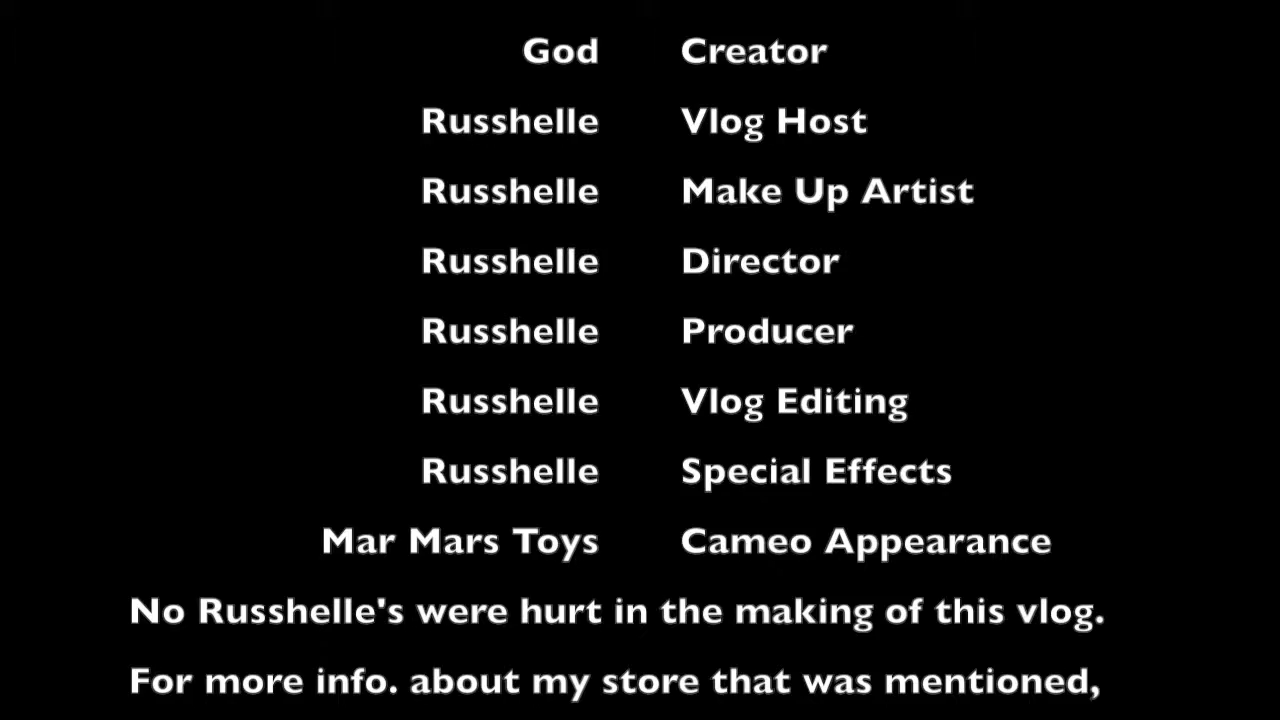 God Creator
Russhelle Vlog Host
Russhelle Make Up Artist
Russhelle Director
Russhelle Producer
Russhelle Vlog Editing
Russhelle Special Effects
Mar Mars Toys Cameo Appearance
No Russhelle's were hurt in the making of this vlog.
For more info. about my store that was mentioned,